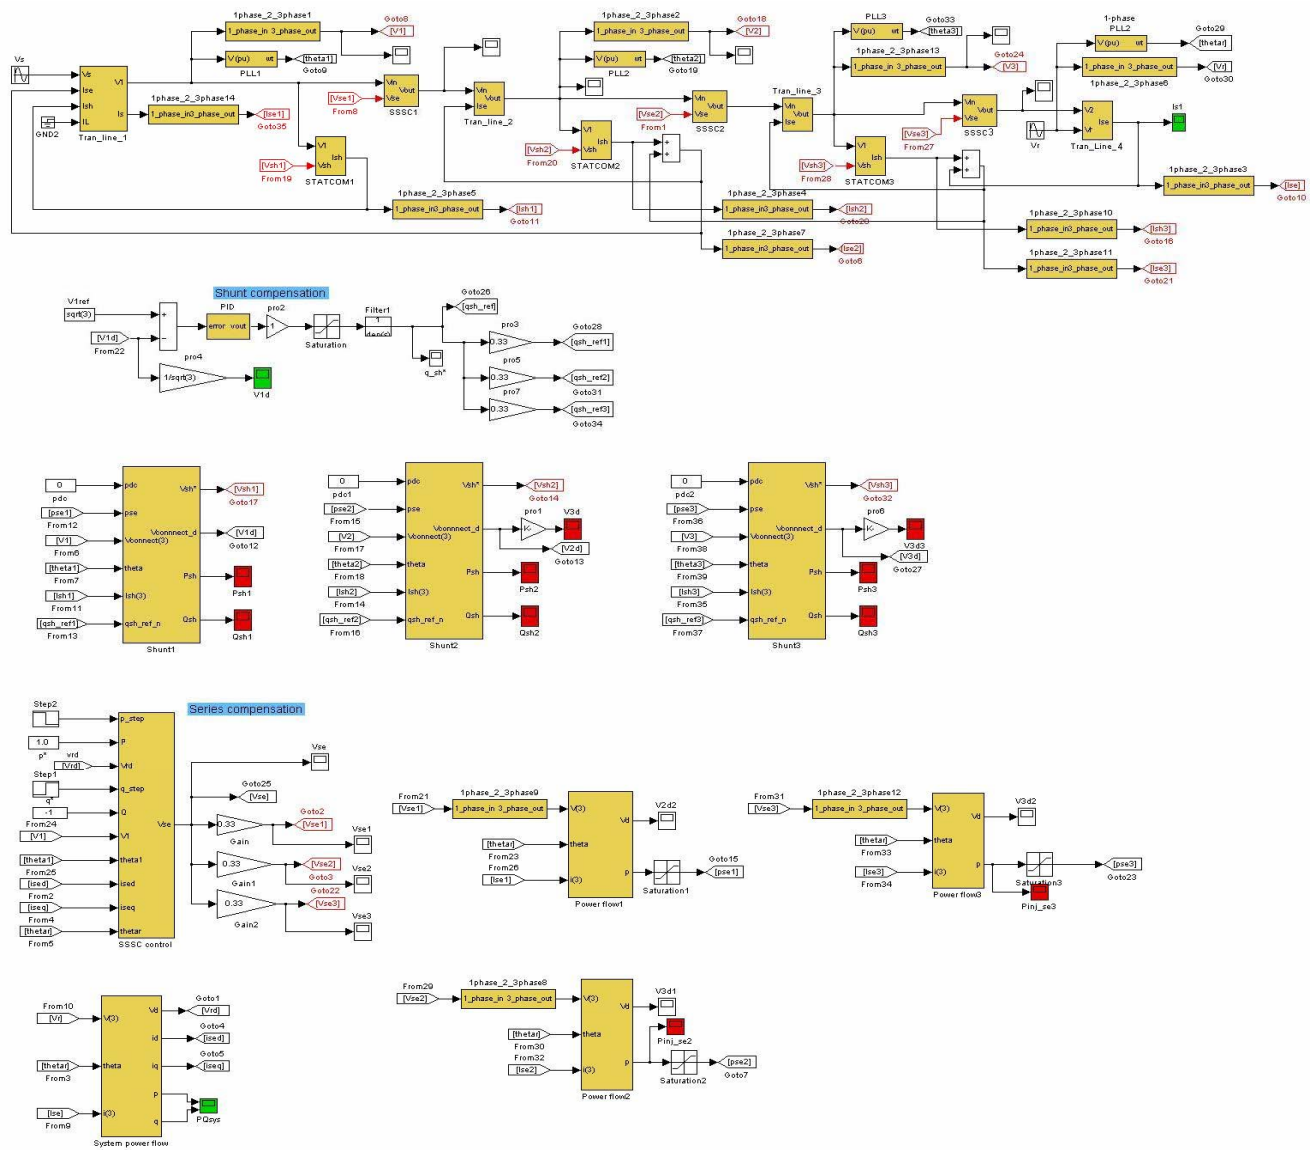 1phase_2_3phase1
Goto8
1_phase_in 3_phase_out
[V1]
V(pu) wt
PLL1
[theta1]
Goto9
1phase_2_3phase2
Goto18
1_phase_in 3_phase_out
[V2]
V(pu) wt
PLL2
[theta2]
Goto19
PLL3
Goto33
V(pu) wt
[theta3]
1phase_2_3phase13
Goto24
1_phase_in 3_phase_out
[V3]
1-phase
PLL2
Goto29
V(pu) wt
[thetar]
1_phase_in 3_phase_out
[Vr]
1phase_2_3phase6
Goto30
Vs
Vs
Ise
Ish
IL
V1
Is
Tran_line_1
GND2
1phase_2_3phase14
1_phase_in3_phase_out
[Ise1]
Goto35
[Vse1]
From8
Vin
Vse
Vout
SSSC1
Vin
Ise
Vout
Tran_line_2
[Vse2]
From1
Vin
Vse
Vout
SSSC2
Tran_line_3
Vin
Ise
Vout
[Vse3]
From27
Vin
Vse
Vout
SSSC3
Vr
V2
Vr
Ise
Tran_Line_4
Is1
[Vsh1]
From19
V1
Vsh
Ish
STATCOM1
[Vsh2]
From20
V1
Vsh
Ish
STATCOM2
+
+
[Vsh3]
From28
V1
Vsh
Ish
STATCOM3
+
+
1phase_2_3phase5
1_phase_in3_phase_out
[Ish1]
Goto11
1phase_2_3phase4
1_phase_in3_phase_out
[Ish2]
Goto20
1phase_2_3phase7
1_phase_in3_phase_out
[Ise2]
Goto6
1phase_2_3phase3
1_phase_in3_phase_out
[Ise]
Goto10
1phase_2_3phase10
1_phase_in3_phase_out
[Ish3]
Goto16
1phase_2_3phase11
1_phase_in3_phase_out
[Ise3]
Goto21
Shunt compensation
V1ref
sqrt(3)
[V1d]
From22
+
−
PID
error vout
pro2
-1
Saturation
Filter1
1
den(s)
Goto26
[qsh_ref]
q_sh*
pro4
1/sqrt(3)
V1d
pro3
0.33
Goto28
[qsh_ref1]
pro5
0.33
[qsh_ref2]
Goto31
pro7
0.33
[qsh_ref3]
Goto34
0
pdc
[pse1]
From12
[V1]
From6
[theta1]
From7
[Ish1]
From11
[qsh_ref1]
From13
pdc
pse
Vconnect(3)
theta
Ish(3)
qsh_ref_n
Vsh*
Vconnnect_d
Psh
Qsh
Shunt1
[Vsh1]
Goto17
[V1d]
Goto12
Psh1
Qsh1
0
pdc1
[pse2]
From15
[V2]
From17
[theta2]
From18
[Ish2]
From14
[qsh_ref2]
From16
pdc
pse
Vconnect(3)
theta
Ish(3)
qsh_ref_n
Vsh*
Vconnnect_d
Psh
Qsh
Shunt2
[Vsh2]
Goto14
pro1
K-
V3d
[V2d]
Goto13
Psh2
Qsh2
0
pdc2
[pse3]
From36
[V3]
From38
[theta3]
From39
[Ish3]
From35
[qsh_ref3]
From37
pdc
pse
Vconnect(3)
theta
Ish(3)
qsh_ref_n
Vsh*
Vconnnect_d
Psh
Qsh
Shunt3
[Vsh3]
Goto32
pro6
K-
V3d3
[V3d]
Goto27
Psh3
Qsh3
Series compensation
Step2
1.0
p*
vrd
[Vrd]
Step1
q*
-1
From24
[V1]
[theta1]
From25
[ised]
From2
[iseq]
From4
[thetar]
From5
p_step
P
Vrd
q_step
Q
V1
theta1
ised
iseq
thetar
Vse
SSSC control
Vse
Goto25
[Vse]
0.33
Gain
Goto2
[Vse1]
Vse1
0.33
Gain1
[Vse2]
Goto3
Vse2
Goto22
0.33
Gain2
[Vse3]
Vse3
From21
[Vse1]
1phase_2_3phase9
1_phase_in 3_phase_out
[thetar]
From23
From26
[Ise1]
V(3)
theta
i(3)
Vd
p
Power flow1
V2d2
Saturation1
Goto15
[pse1]
From31
[Vse3]
1phase_2_3phase12
1_phase_in 3_phase_out
[thetar]
From33
[Ise3]
From34
V(3)
theta
i(3)
Vd
p
Power flow3
V3d2
Saturation3
Pinj_se3
[pse3]
Goto23
From10
[Vr]
[thetar]
From3
[Ise]
From9
V(3)
theta
i(3)
Vd
id
iq
p
q
System power flow
Goto1
[Vrd]
Goto4
[ised]
Goto5
[iseq]
PQsys
From29
[Vse2]
1phase_2_3phase8
1_phase_in 3_phase_out
[thetar]
From30
From32
[Ise2]
V(3)
theta
i(3)
Vd
p
Power flow2
V3d1
Pinj_se2
Saturation2
[pse2]
Goto7